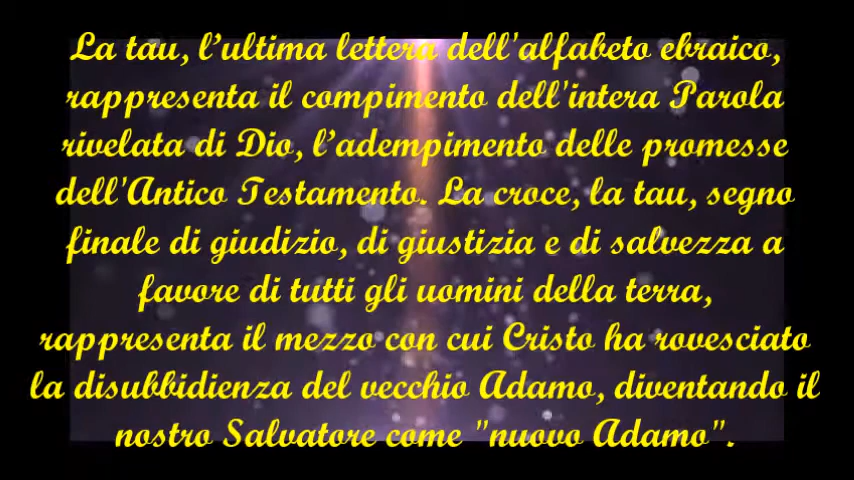 La tau, l’ultima lettera dell'alfabeto ebraico,
rappresenta il compimento dell'intera Parola
rivelata di Dio, l’adempimento delle promesse
dell'Antico Testamento. La croce, la tau, segno
finale di giudizio, di giustizia e di salvezza a
favore di tutti gli uomini della terra,
rappresenta il mezzo con cui Cristo ha rovesciato
la disubbidienza del vecchio Adamo, diventando il
nostro Salvatore come "nuovo Adamo".